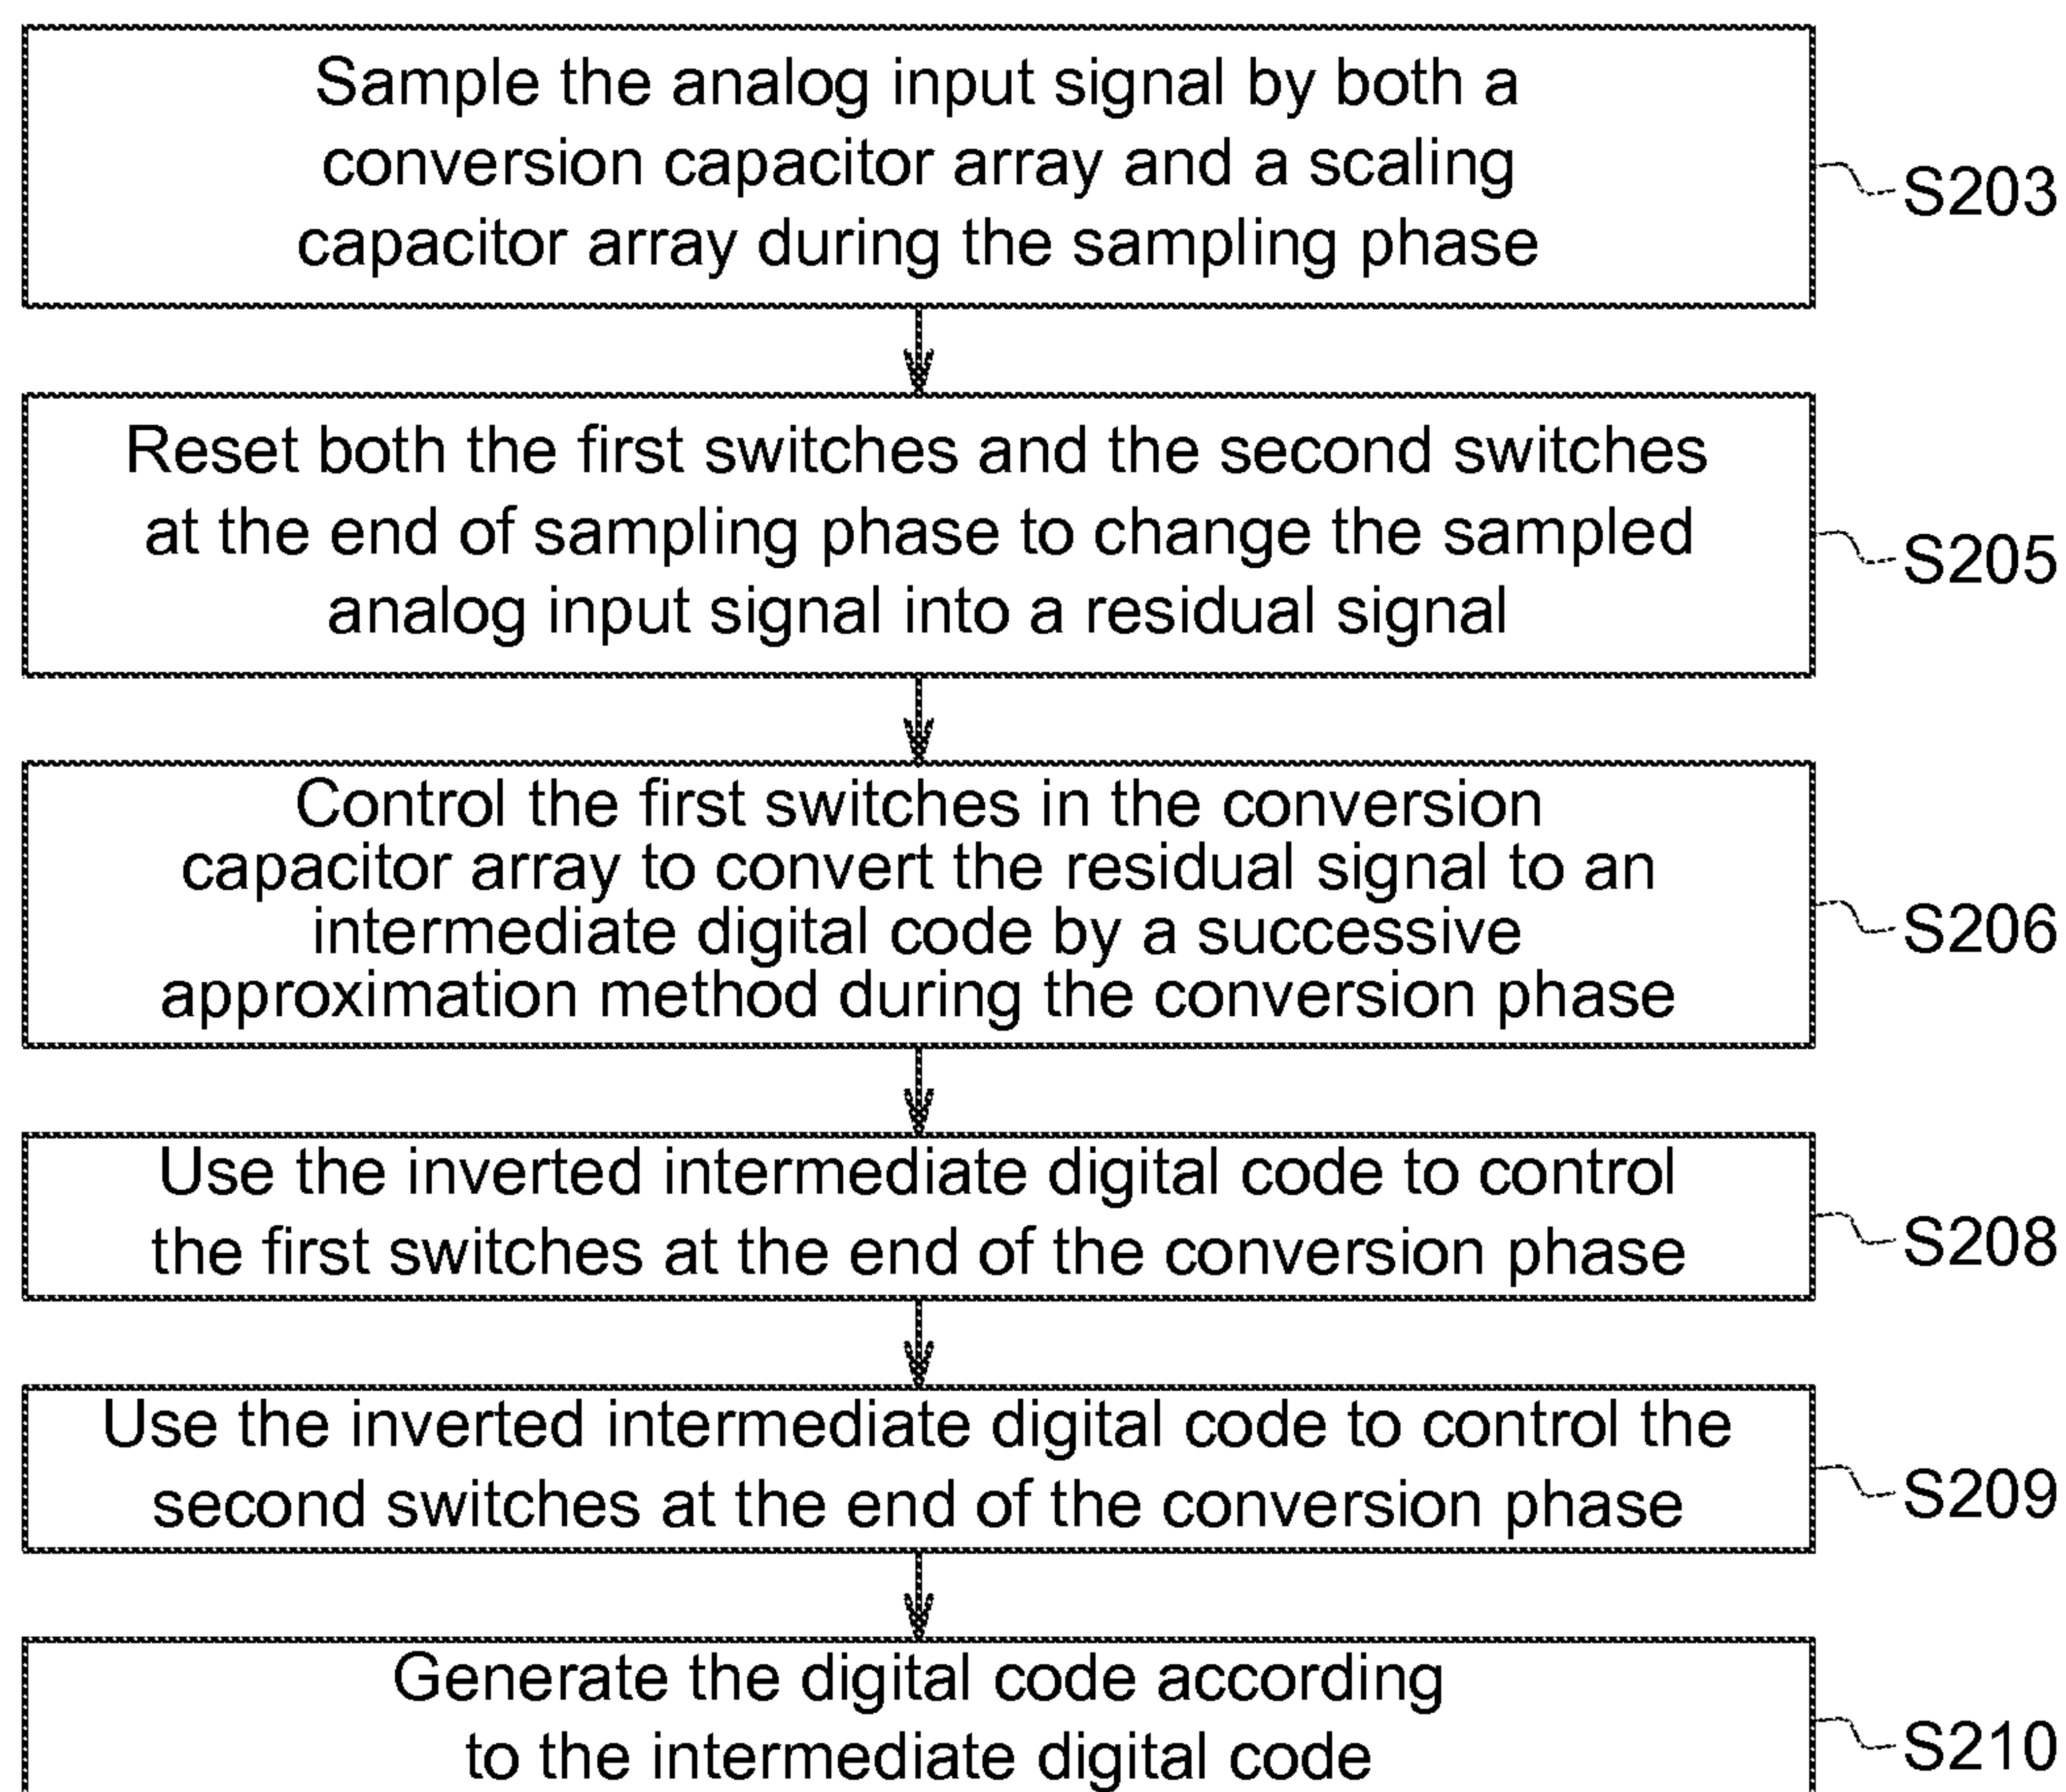 Sample the analog input signal by both a
conversion capacitor array and a scaling
capacitor array during the sampling phase
S203
Reset both the first switches and the second switches
at the end of sampling phase to change the sampled
analog input signal into a residual signal
S205
Control the first switches in the conversion
capacitor array to convert the residual signal to an
intermediate digital code by a successive
approximation method during the conversion phase
S206
Use the inverted intermediate digital code to control
the first switches at the end of the conversion phase
S208
Use the inverted intermediate digital code to control the
second switches at the end of the conversion phase
S209
Generate the digital code according
to the intermediate digital code
S210